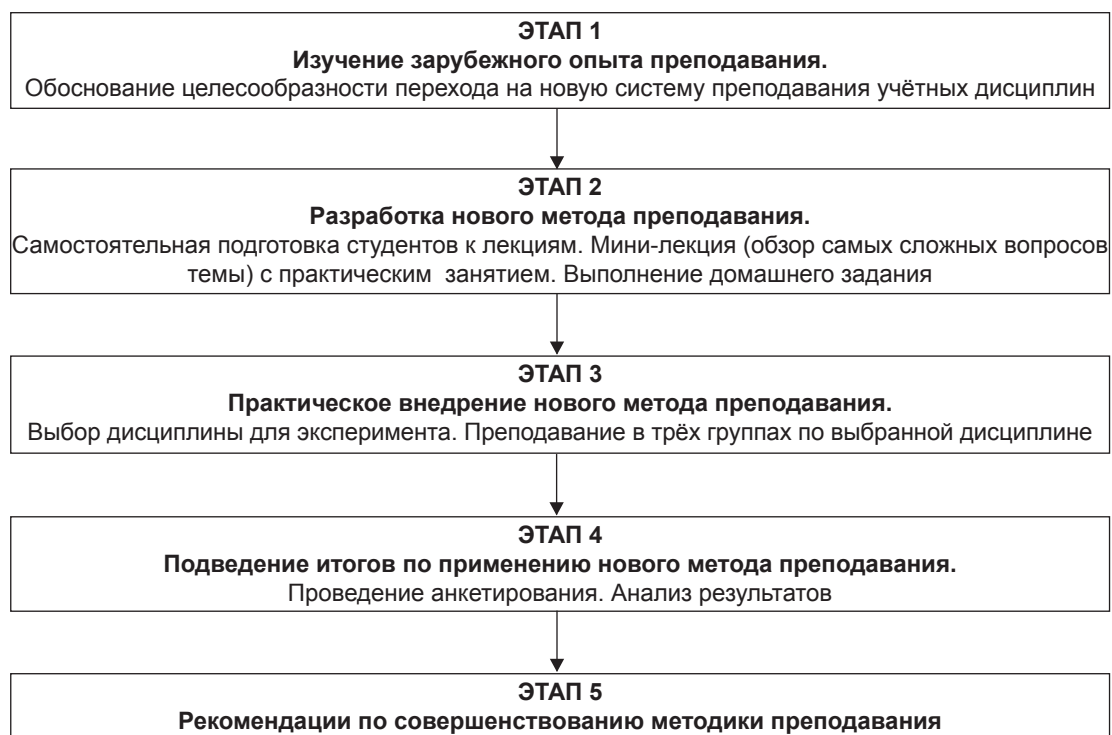 ЭТАП 1
Изучение зарубежного опыта преподавания.
Обоснование целесообразности перехода на новую систему преподавания учётных дисциплин
ЭТАП 2
Разработка нового метода преподавания.
Самостоятельная подготовка студентов к лекциям. Мини-лекция (обзор самых сложных вопросов
темы) с практическим занятием. Выполнение домашнего задания
ЭТАП 3
Практическое внедрение нового метода преподавания.
Выбор дисциплины для эксперимента. Преподавание в трёх группах по выбранной дисциплине
ЭТАП 4
Подведение итогов по применению нового метода преподавания.
Проведение анкетирования. Анализ результатов
ЭТАП 5
Рекомендации по совершенствованию методики преподавания